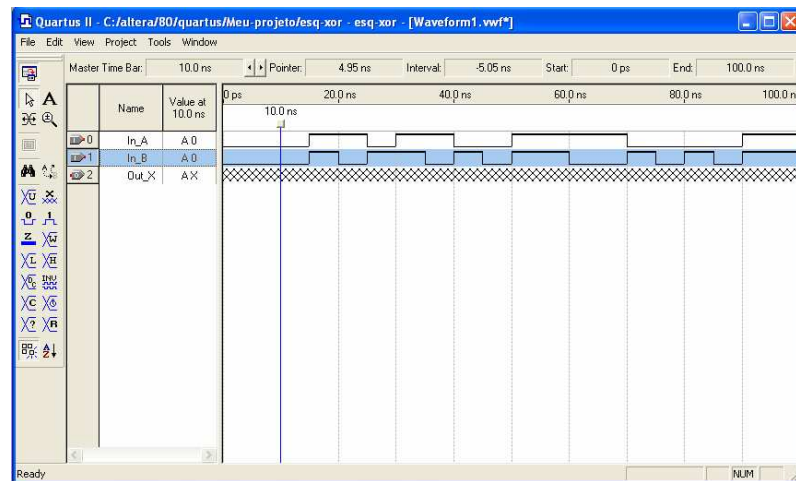 Quartus II - C:/altera/80/quartus/Meu-projeto/esq-xor - esq-xor - [Waveform1.vwf*]
File Edit View Project Tools Window
Master Time Bar: 10.0 ns Pointer: 4.95 ns Interval: -5.05 ns Start: 0 ps End: 100.0 ns
A
Name Value at 10.0 ns 0 ps 20.0 ns 40.0 ns 60.0 ns 80.0 ns 100.0 n
10.0 ns
0 In_A A 0
1 In_B A 0
2 Out_X A X
Ready NUM